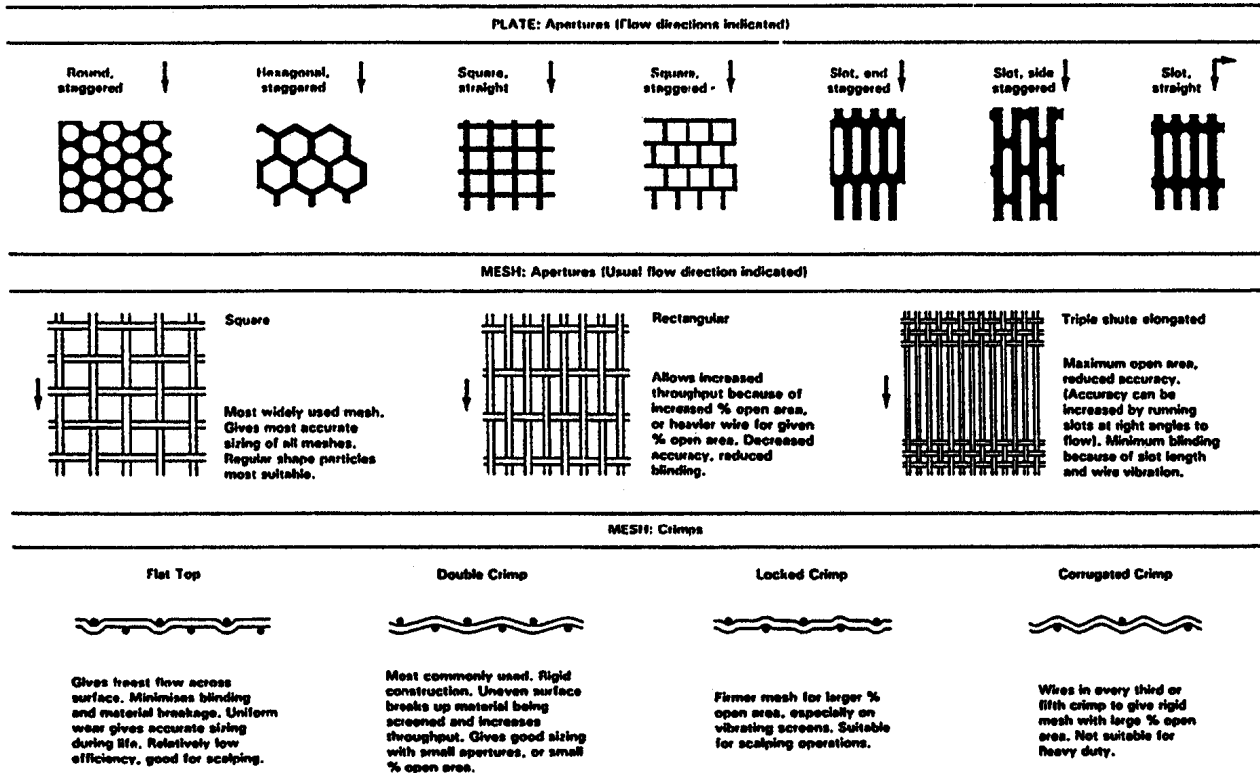 PLATE: Apertures (Flow directions indicated)
Round,
staggered
Hexagonal,
staggered
Square,
straight
Square,
staggered
Slot, end
staggered
Slot, side
staggered
Slot,
straight
MESH: Apertures (Usual flow direction indicated)
Square
Most widely used mesh.
Gives most accurate
sizing of all meshes.
Regular shape particles
most suitable.
Rectangular
Allows increased
throughput because of
increased % open area,
or heavier wire for given
% open area. Decreased
accuracy, reduced
blinding.
Triple shute elongated
Maximum open area,
reduced accuracy.
(Accuracy can be
increased by running
slots at right angles to
flow). Minimum blinding
because of slot length
and wire vibration.
MESH: Crimps
Flat Top
Gives freest flow across
surface. Minimises blinding
and material breakage. Uniform
wear gives accurate sizing
during life. Relatively low
efficiency, good for scalping.
Double Crimp
Most commonly used. Rigid
construction. Uneven surface
breaks up material being
screened and increases
throughput. Gives good sizing
with small apertures, or small
% open area.
Locked Crimp
Firmer mesh for larger %
open area, especially on
vibrating screens. Suitable
for scalping operations.
Corrugated Crimp
Wires in every third or
fifth crimp to give rigid
mesh with large % open
area. Not suitable for
heavy duty.